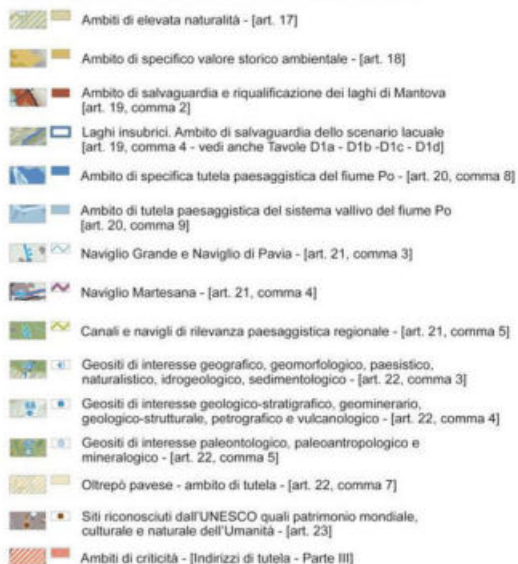 Ambiti di elevata naturalità - [art. 17]
Ambito di specifico valore storico ambientale - [art. 18]
Ambito di salvaguardia e riqualificazione dei laghi di Mantova
[art. 19, comma 2]
Laghi insubrici. Ambito di salvaguardia dello scenario lacuale
[art. 19, comma 4 - vedi anche Tavole D1a - D1b -D1c - D1d]
Ambito di specifica tutela paesaggistica del fiume Po - [art. 20, comma 8]
Ambito di tutela paesaggistica del sistema vallivo del fiume Po
[art. 20, comma 9]
Naviglio Grande e Naviglio di Pavia - [art. 21, comma 3]
Naviglio Martesana - [art. 21, comma 4]
Canali e navigli di rilevanza paesaggistica regionale - [art. 21, comma 5]
Geositi di interesse geografico, geomorfologico, paesistico,
naturalistico, idrogeologico, sedimentologico - [art. 22, comma 3]
Geositi di interesse geologico-stratigrafico, geominerario,
geologico-strutturale, petrografico e vulcanologico - [art. 22, comma 4]
Geositi di interesse paleontologico, paleoantropologico e
mineralogico - [art. 22, comma 5]
Oltrepò pavese - ambito di tutela - [art. 22, comma 7]
Siti riconosciuti dall'UNESCO quali patrimonio mondiale,
culturale e naturale dell'Umanità - [art. 23]
Ambiti di criticità - [Indirizzi di tutela - Parte III]